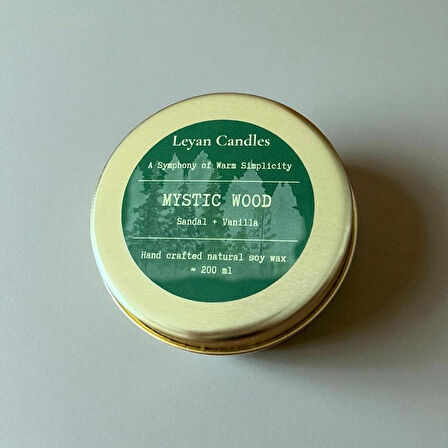 Leyan Candles
A Symphony of Warm Simplicity
MYSTIC WOOD
Sandal + Vanilla
Hand crafted natural soy wax
≈ 200 ml